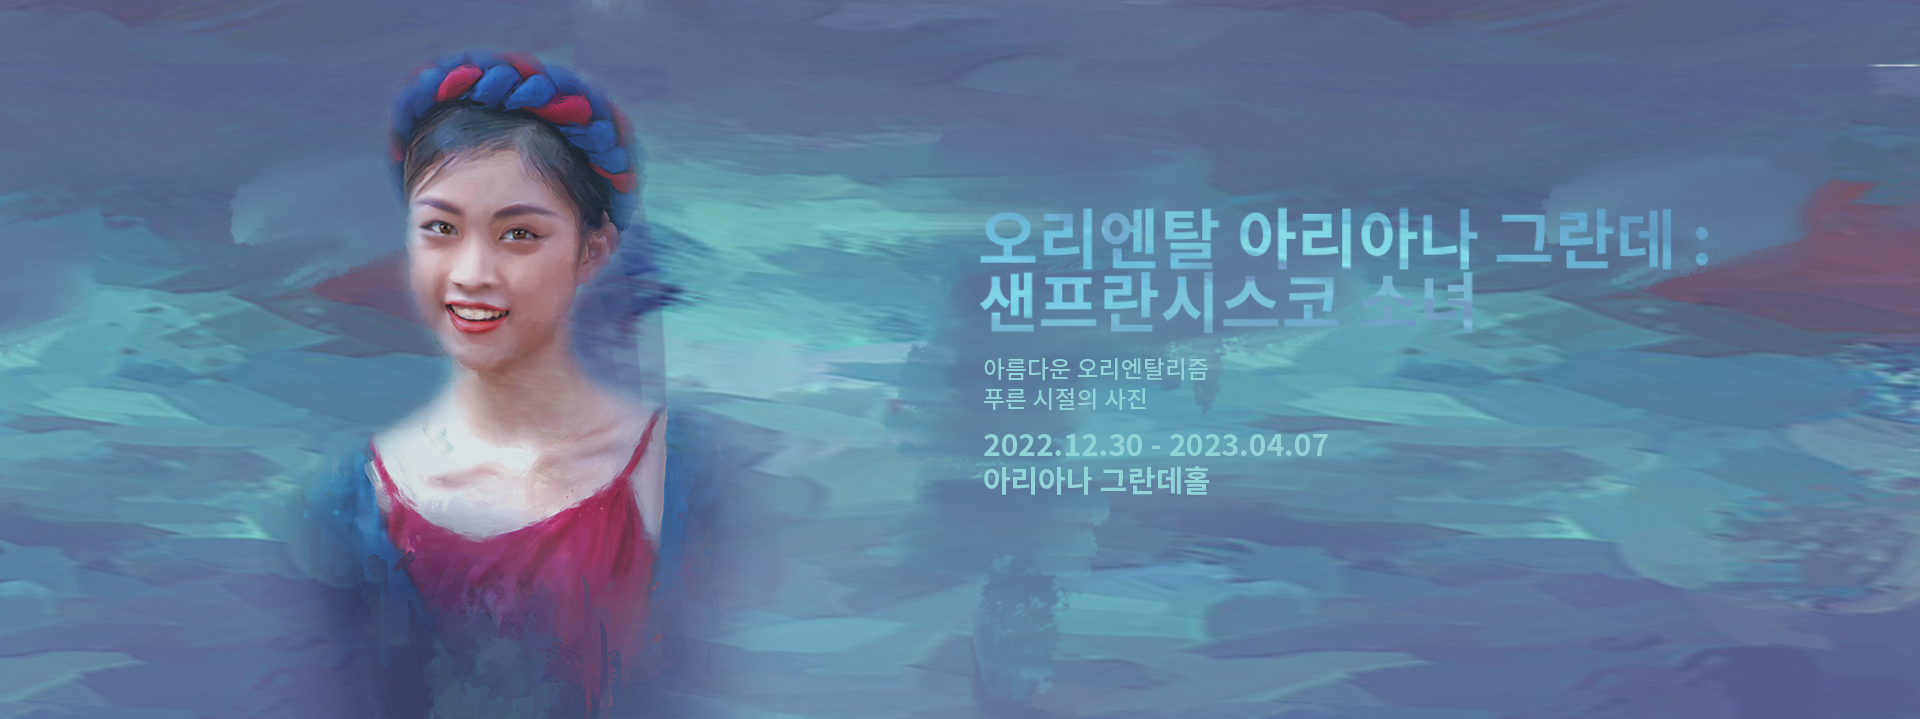 오리엔탈 아리아나 그란데 :
샌프란시스코 소녀
아름다운 오리엔탈리즘
푸른 시절의 사진
2022.12.30 - 2023.04.07
아리아나 그란데홀